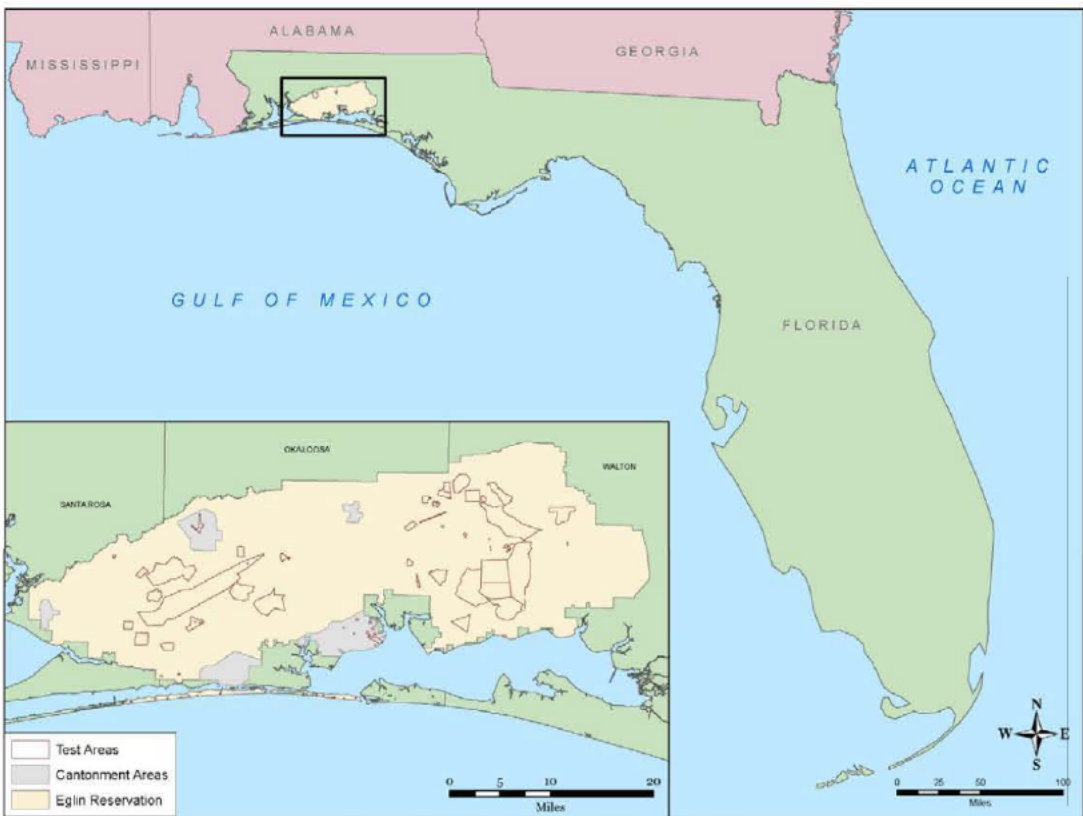 ALABAMA
MISSISSIPPI
GEORGIA
ATLANTIC
OCEAN
GULF OF MEXICO
FLORIDA
OKALOOSA
WALTON
SANTA ROSA
Test Areas
Cantonment Areas
Eglin Reservation
0 5 10 20
Miles
N
W E
S
0 25 50 100
Miles